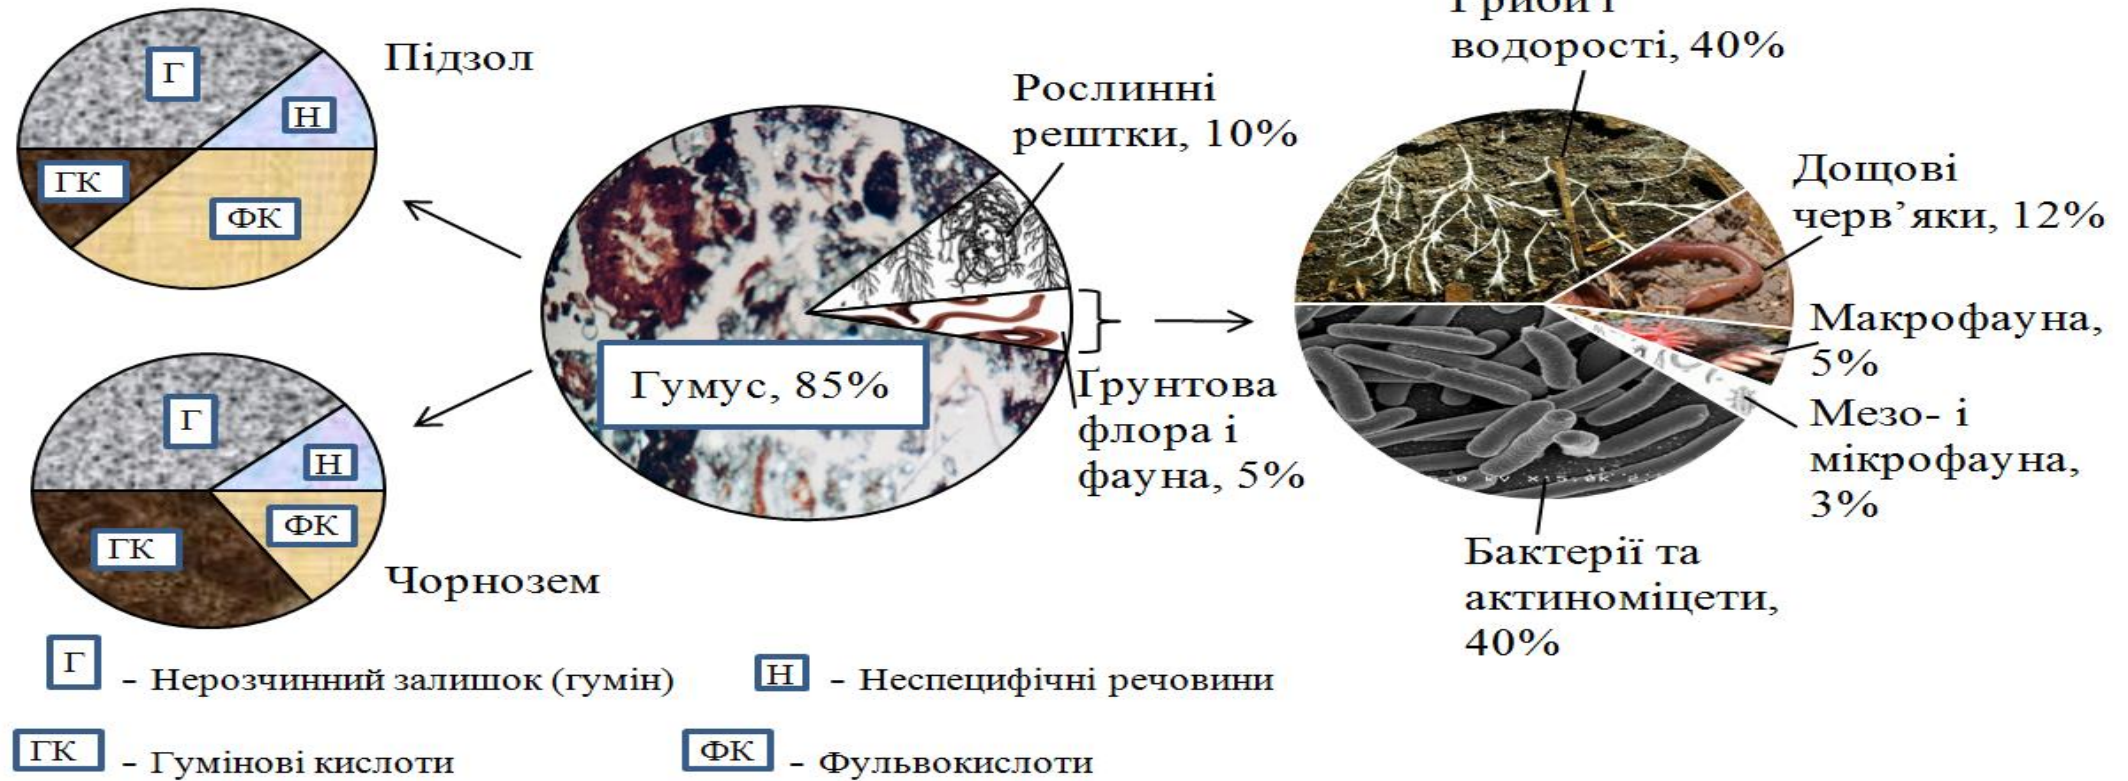 Гриби і
водорості, 40%
Підзол
Г
Н
ГК
ФК
Рослинні
рештки, 10%
Дощові
черв’яки, 12%
Макрофауна,
5%
Мезо- і
мікрофауна,
3%
Гумус, 85%
Ґрунтова
флора і
фауна, 5%
Г
Н
ФК
ГК
Чорнозем
Бактерії та
актиноміцети,
40%
Г - Нерозчинний залишок (гумін)
Н - Неспецифічні речовини
ГК - Гумінові кислоти
ФК - Фульвокислоти